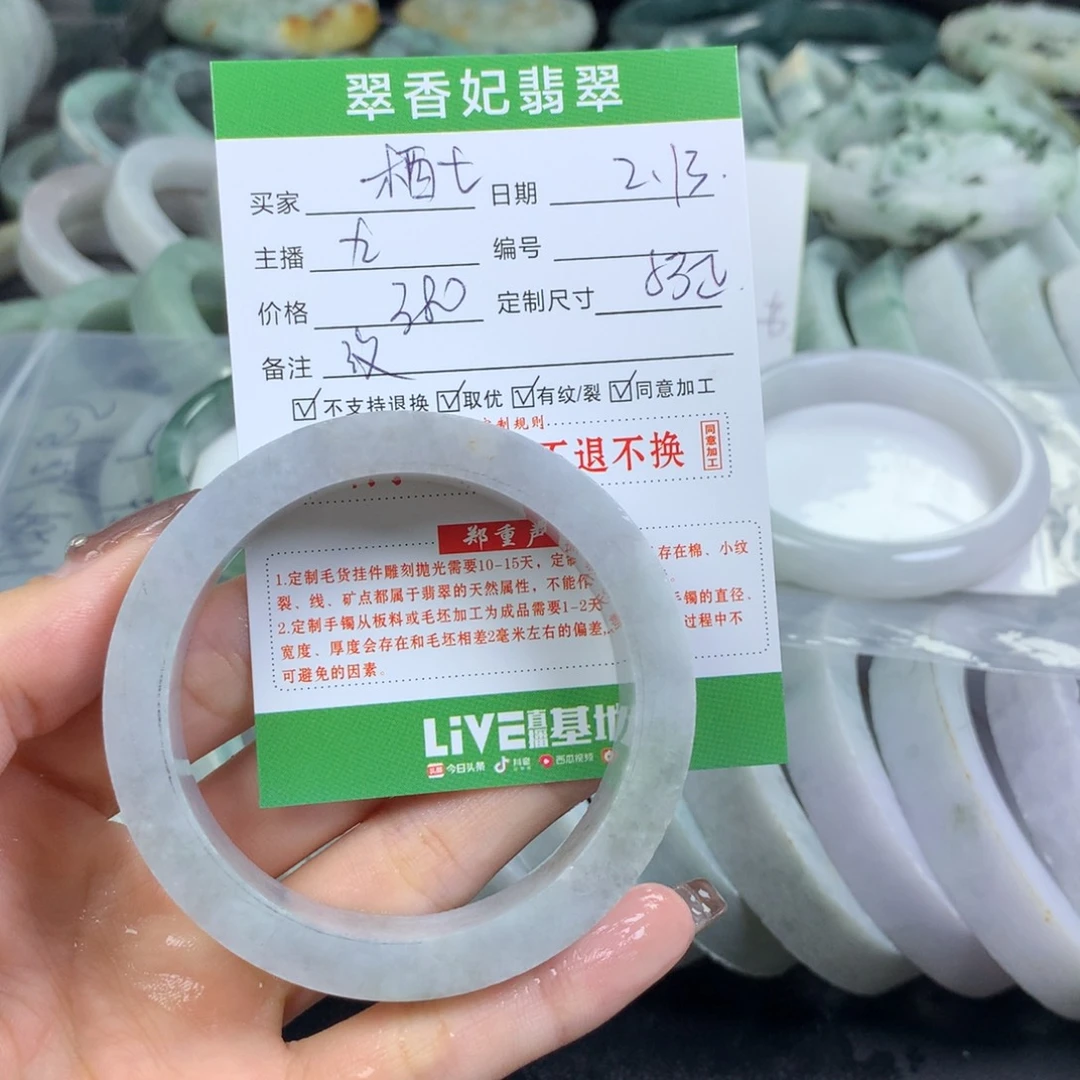 翠香妃翡翠
买家 栖七 日期 2.13.
主播 九 编号
价格 380 定制尺寸
备注 纹
☑不支持退换 ☑取优 ☑有纹/裂 ☑同意加工
制规则
不退不换 同意加工
郑重声
1.定制毛货挂件雕刻抛光需要10-15天,定 存在棉、小纹
裂、线、矿点都属于翡翠的天然属性,不能作
2.定制手镯从板料或毛坯加工为成品需要1-2天 手镯的直径、
宽度、厚度会存在和毛坯相差2毫米左右的偏差, 过程中不
可避免的因素。
LiVE直播基地
今日头条 抖音 西瓜视频